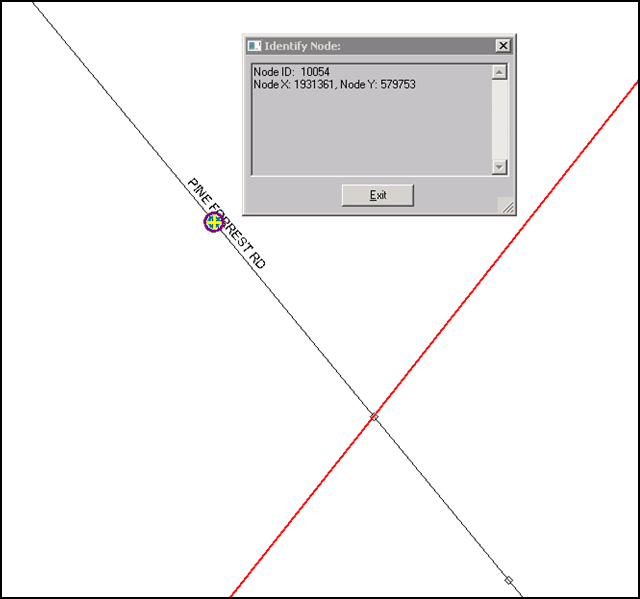 Identify Node:
Node ID: 10054
Node X: 1931361, Node Y: 579753
Exit
PINE FORREST RD